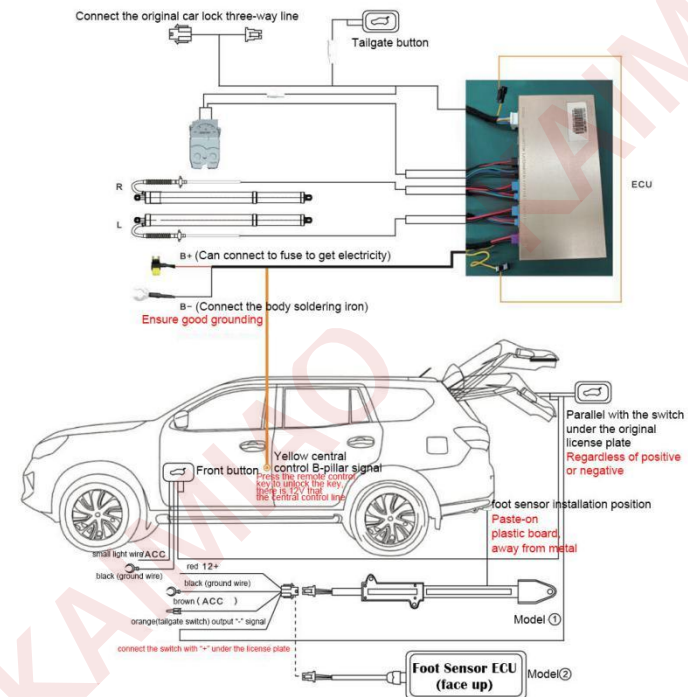 Connect the original car lock three-way line
Tailgate button
ECU
R
L
B+ (Can connect to fuse to get electricity)
B− (Connect the body soldering iron)
Ensure good grounding
Parallel with the switch
under the original
license plate
Regardless of positive
or negative
Front button
Yellow central
control B-pillar signal
Press the remote control
key to unlock the key,
there is 12V that
the central control line
foot sensor installation position
Paste-on
plastic board,
away from metal
small light wire/ACC
black (ground wire)
red 12+
black (ground wire)
brown ( ACC )
orange(tailgate switch) output "-" signal
connect the switch with "+" under the license plate
Model ①
Foot Sensor ECU
(face up)
Model②
KAIMIAO
KAIM
KAIMIAO